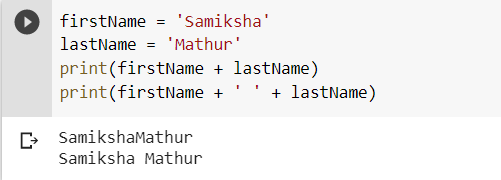 firstName = 'Samiksha'
lastName = 'Mathur'
print(firstName + lastName)
print(firstName + ' ' + lastName)
SamikshaMathur
Samiksha Mathur